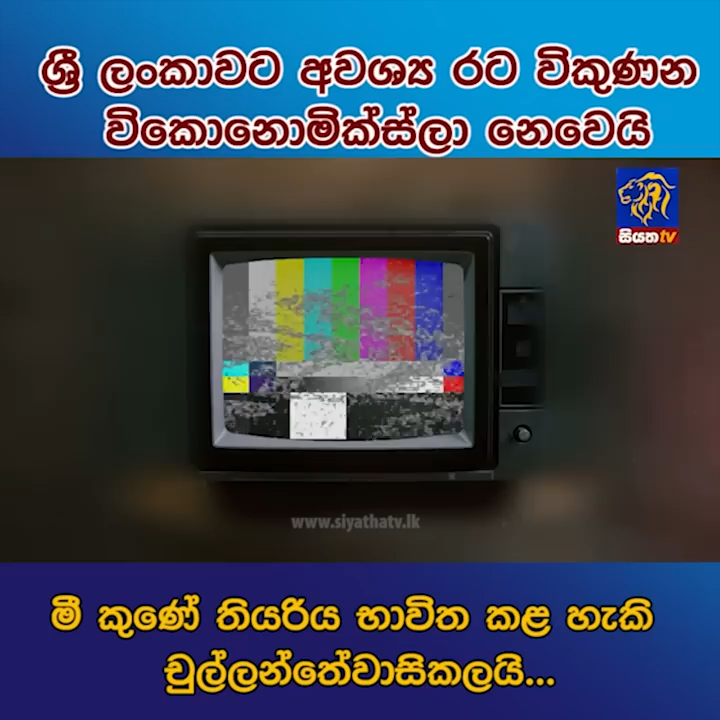 ශ්‍රී ලංකාවට අවශ්‍ය රට විකුණන
විකොනොමික්ස්ලා නෙවෙයි
සියත tv
www.siyathatv.lk
මී කුණේ තියරිය භාවිත කළ හැකි
චුල්ලන්තේවාසිකලයි...